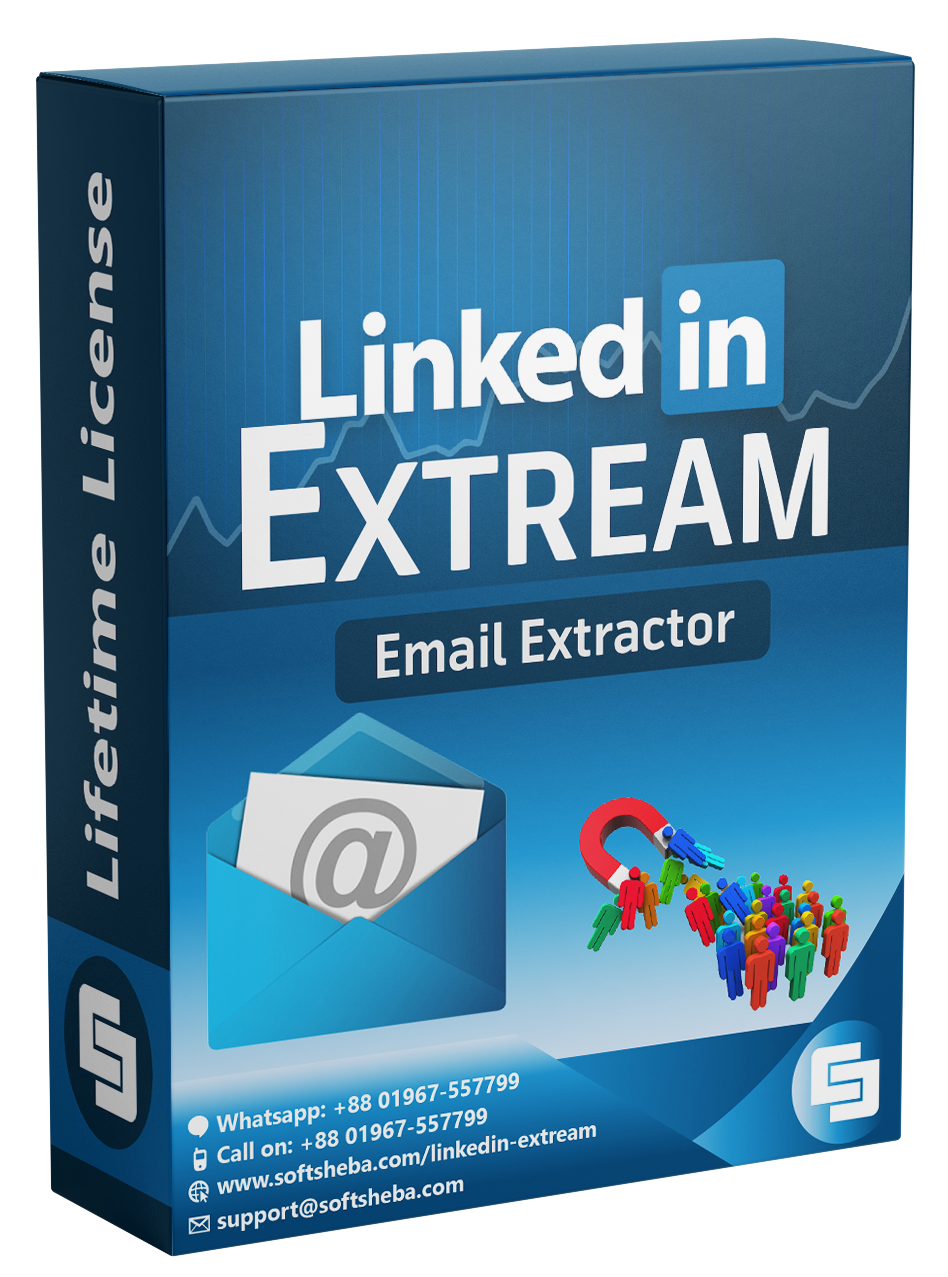 Lifetime License
Linked in
EXTREAM
Email Extractor
@
Whatsapp: +88 01967-557799
Call on: +88 01967-557799
www.softsheba.com/linkedin-extream
support@softsheba.com